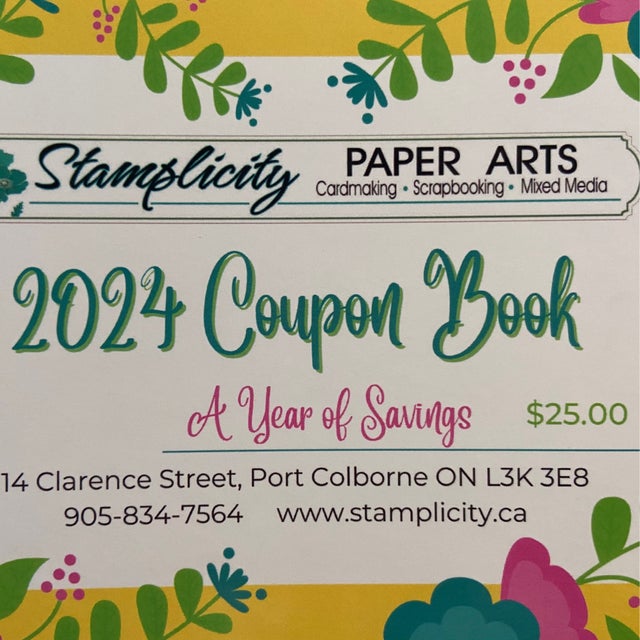 Stamplicity PAPER ARTS
Cardmaking • Scrapbooking • Mixed Media
2024 Coupon Book
A Year of Savings $25.00
14 Clarence Street, Port Colborne ON L3K 3E8
905-834-7564 www.stamplicity.ca